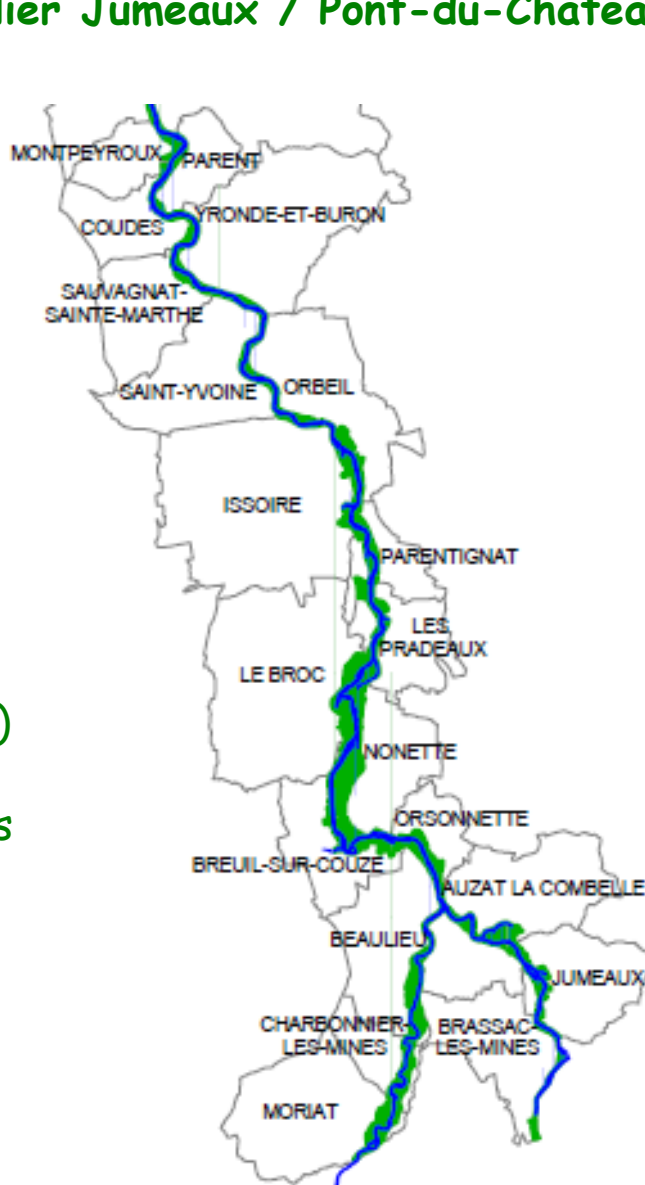 lier Jumeaux / Pont-du-Chatea
MONTPEYROUX
PARENT
YRONDE-ET-BURON
COUDES
SAUVAGNAT-
SAINTE-MARTHE
SAINT-YVOINE
ORBEIL
ISSOIRE
PARENTIGNAT
LES
PRADEAUX
LE BROC
)
NONETTE
ORSONNETTE
s
BREUIL-SUR-COUZE
AUZAT LA COMBELLE
BEAULIEU
JUMEAUX
CHARBONNIER-
LES-MINES
BRASSAC-
LES-MINES
MORIAT